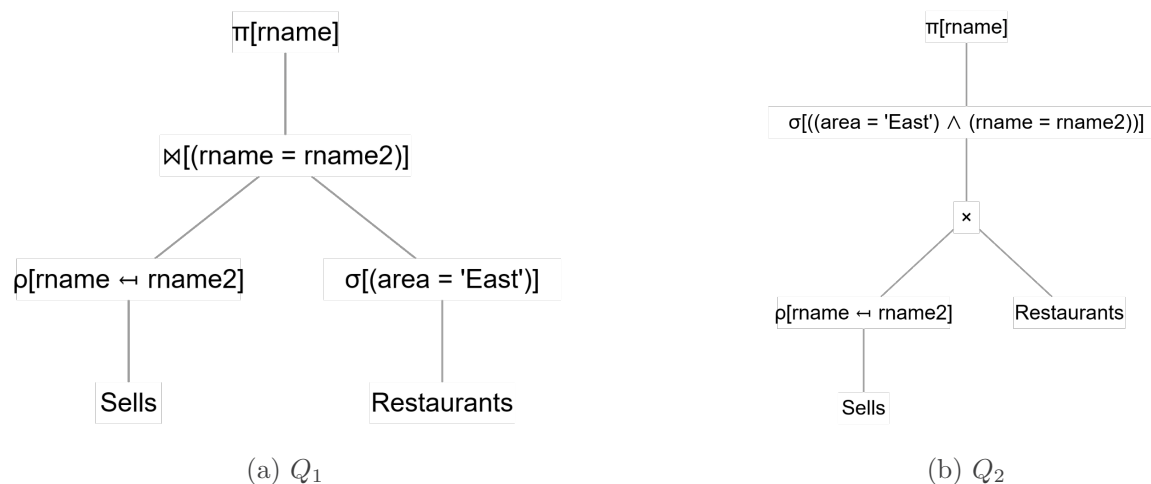 π[rname]
⋈[(rname = rname2)]
ρ[rname ↤ rname2]
σ[(area = 'East')]
Sells
Restaurants
(a) Q₁
π[rname]
σ[((area = 'East') ∧ (rname = rname2))]
×
ρ[rname ↤ rname2]
Restaurants
Sells
(b) Q₂